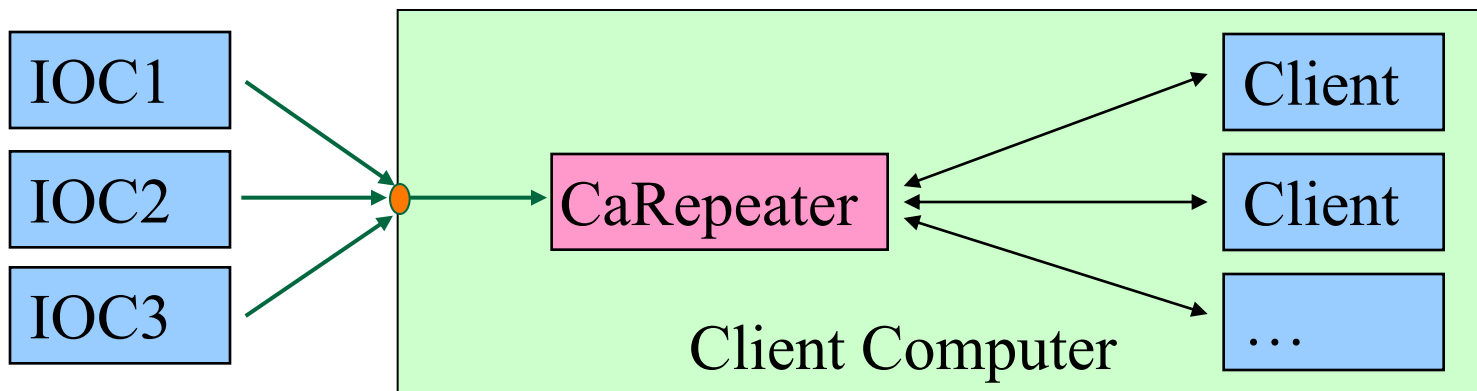 IOC1
IOC2
IOC3
CaRepeater
Client
Client
…
Client Computer